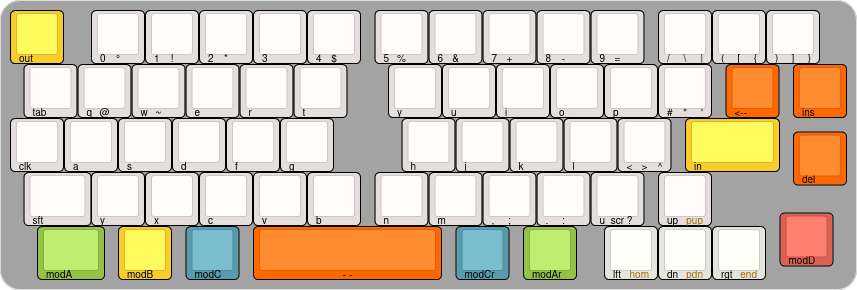 out 0 ° 1 ! 2 * 3 4 $ 5 % 6 & 7 + 8 - 9 = / \ | ( [ { ) ] }
tab q @ w ~ e r t y u i o p # " ' <-- ins
clk a s d f g h j k l < > ^ in del
sft y x c v b n m , ; . : u scr ? up pup
modA modB modC -- modCr modAr lft hom dn pdn rgt end modD